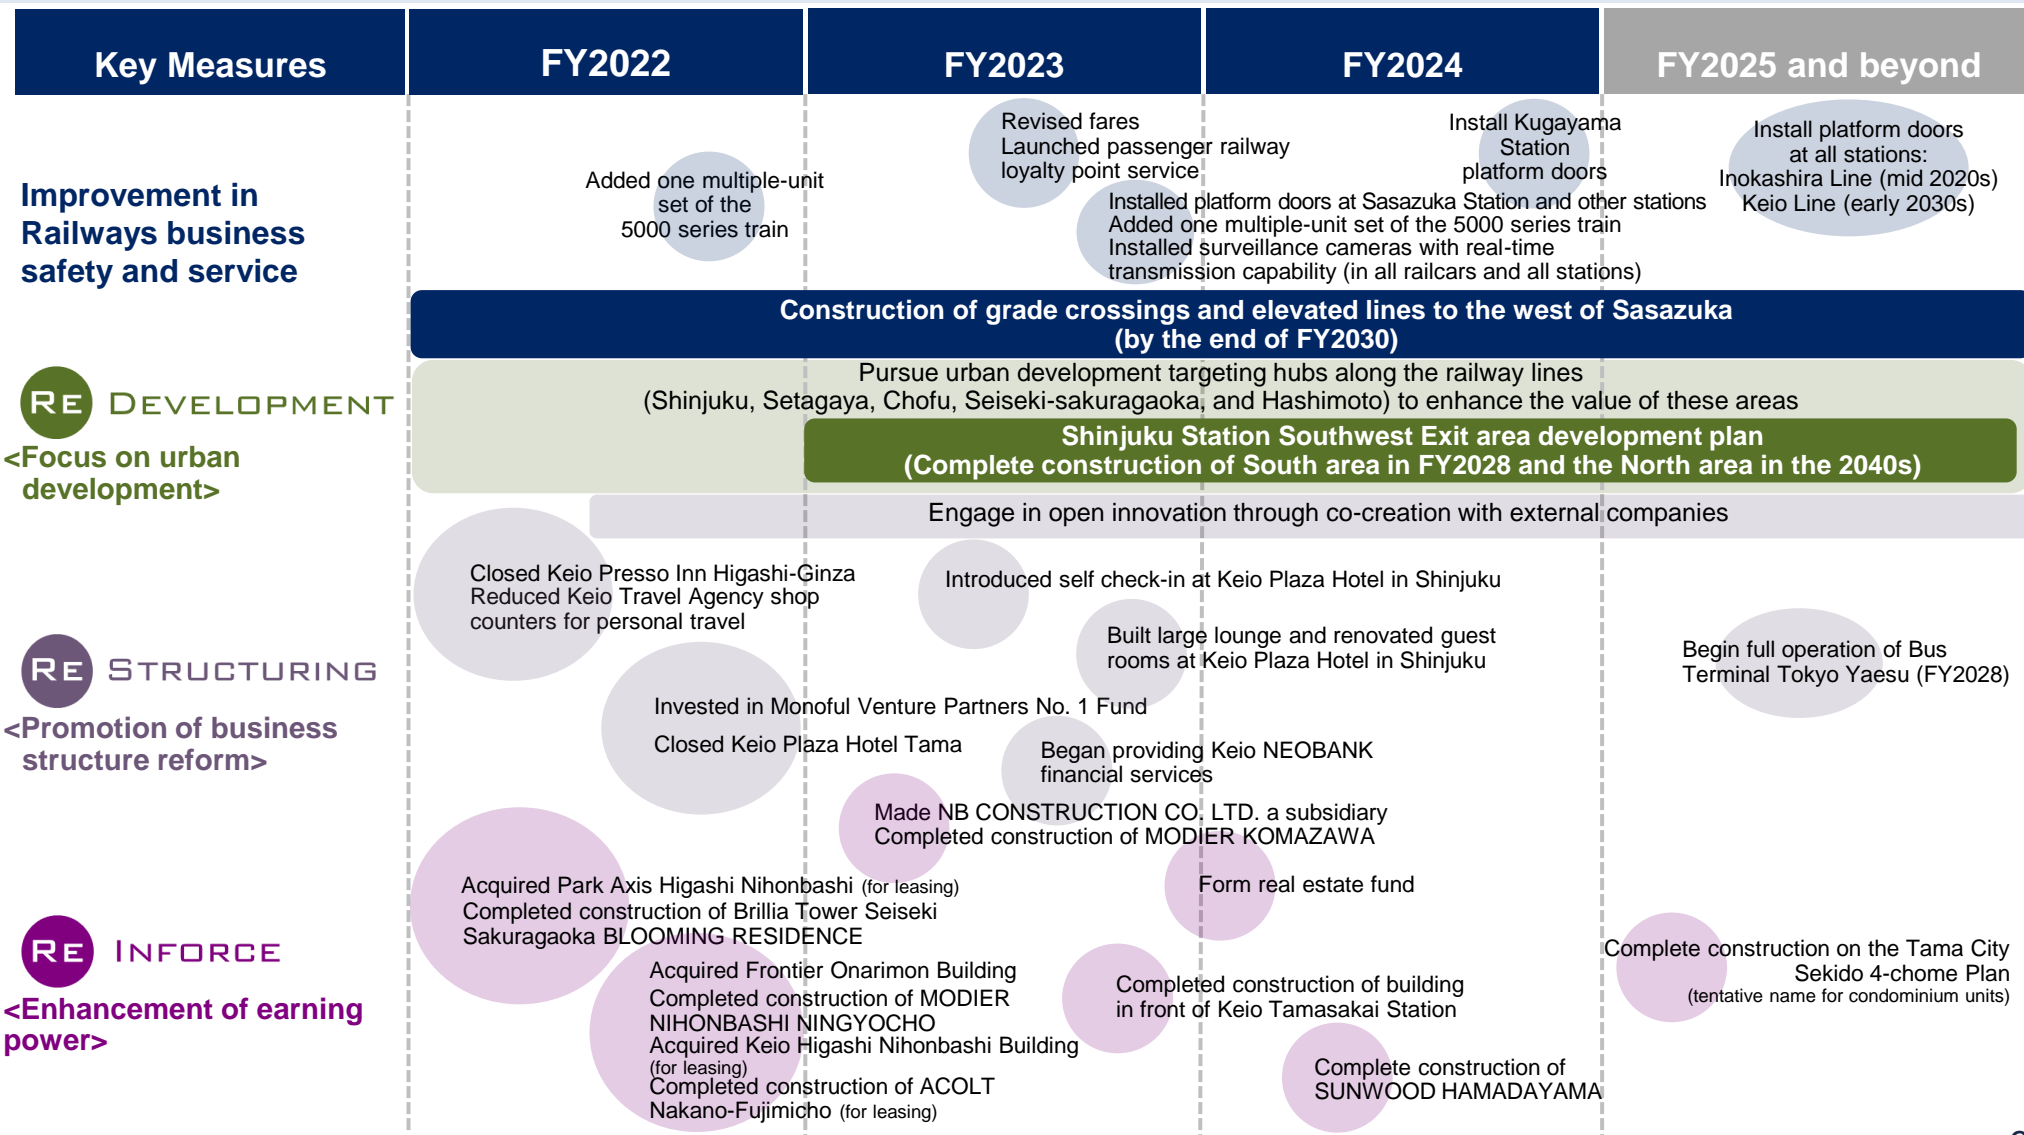 Key Measures
FY2022
FY2023
FY2024
FY2025 and beyond
Improvement in
Railways business
safety and service
Added one multiple-unit
set of the
5000 series train
Revised fares
Launched passenger railway
loyalty point service
Installed platform doors at Sasazuka Station and other stations
Added one multiple-unit set of the 5000 series train
Installed surveillance cameras with real-time
transmission capability (in all railcars and all stations)
Install Kugayama
Station
platform doors
Install platform doors
at all stations:
Inokashira Line (mid 2020s)
Keio Line (early 2030s)
Construction of grade crossings and elevated lines to the west of Sasazuka
(by the end of FY2030)
RE DEVELOPMENT
<Focus on urban
development>
Pursue urban development targeting hubs along the railway lines
(Shinjuku, Setagaya, Chofu, Seiseki-sakuragaoka, and Hashimoto) to enhance the value of these areas
Shinjuku Station Southwest Exit area development plan
(Complete construction of South area in FY2028 and the North area in the 2040s)
Engage in open innovation through co-creation with external companies
RE STRUCTURING
<Promotion of business
structure reform>
Closed Keio Presso Inn Higashi-Ginza
Reduced Keio Travel Agency shop
counters for personal travel
Invested in Monoful Venture Partners No. 1 Fund
Closed Keio Plaza Hotel Tama
Introduced self check-in at Keio Plaza Hotel in Shinjuku
Built large lounge and renovated guest
rooms at Keio Plaza Hotel in Shinjuku
Began providing Keio NEOBANK
financial services
Begin full operation of Bus
Terminal Tokyo Yaesu (FY2028)
RE INFORCE
<Enhancement of earning
power>
Made NB CONSTRUCTION CO. LTD. a subsidiary
Completed construction of MODIER KOMAZAWA
Acquired Park Axis Higashi Nihonbashi (for leasing)
Completed construction of Brillia Tower Seiseki
Sakuragaoka BLOOMING RESIDENCE
Acquired Frontier Onarimon Building
Completed construction of MODIER
NIHONBASHI NINGYOCHO
Acquired Keio Higashi Nihonbashi Building
(for leasing)
Completed construction of ACOLT
Nakano-Fujimicho (for leasing)
Form real estate fund
Completed construction of building
in front of Keio Tamasakai Station
Complete construction of
SUNWOOD HAMADAYAMA
Complete construction on the Tama City
Sekido 4-chome Plan
(tentative name for condominium units)